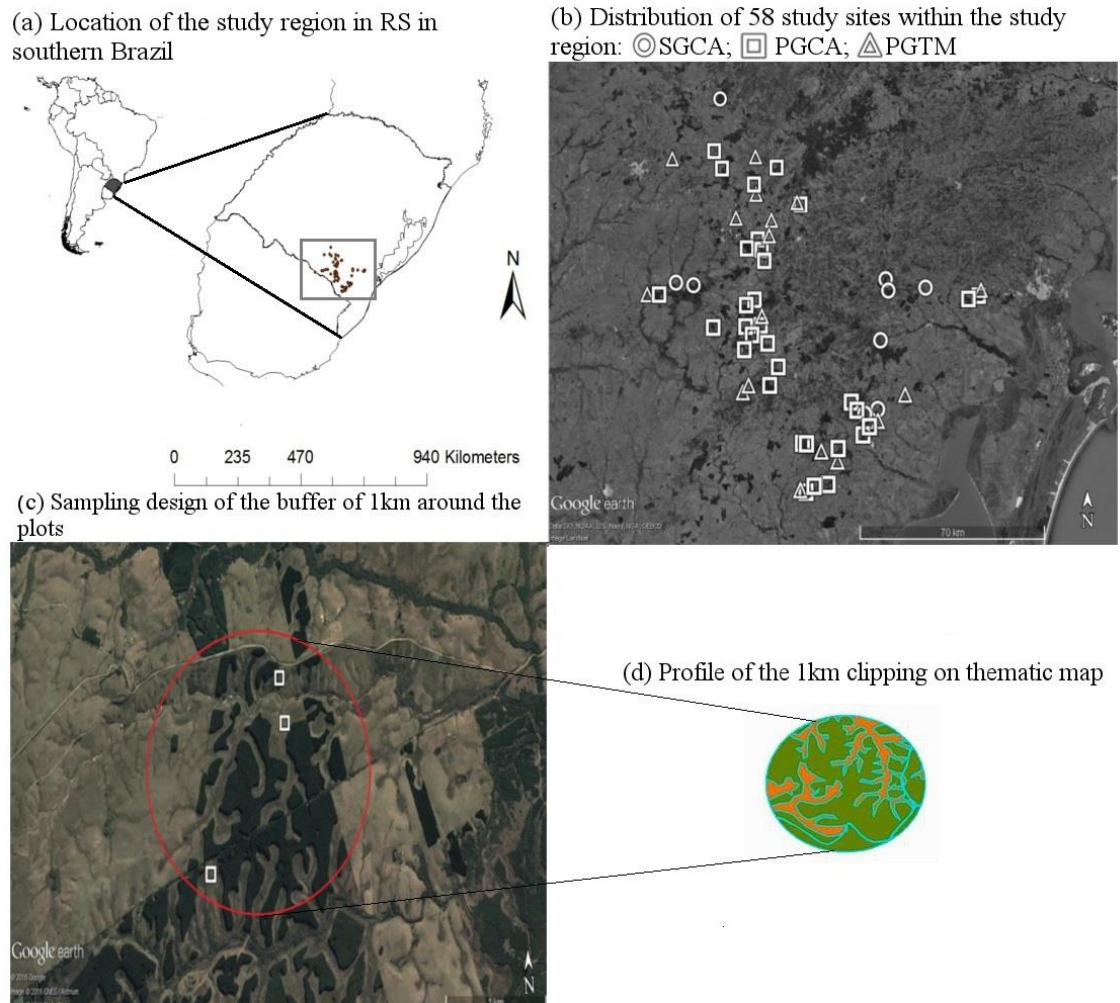 (a) Location of the study region in RS in
southern Brazil
N
0 235 470 940 Kilometers
(b) Distribution of 58 study sites within the study
region: SGCA; PGCA; PGTM
Google earth
70 km
N
(c) Sampling design of the buffer of 1km around the
plots
Google earth
N
(d) Profile of the 1km clipping on thematic map